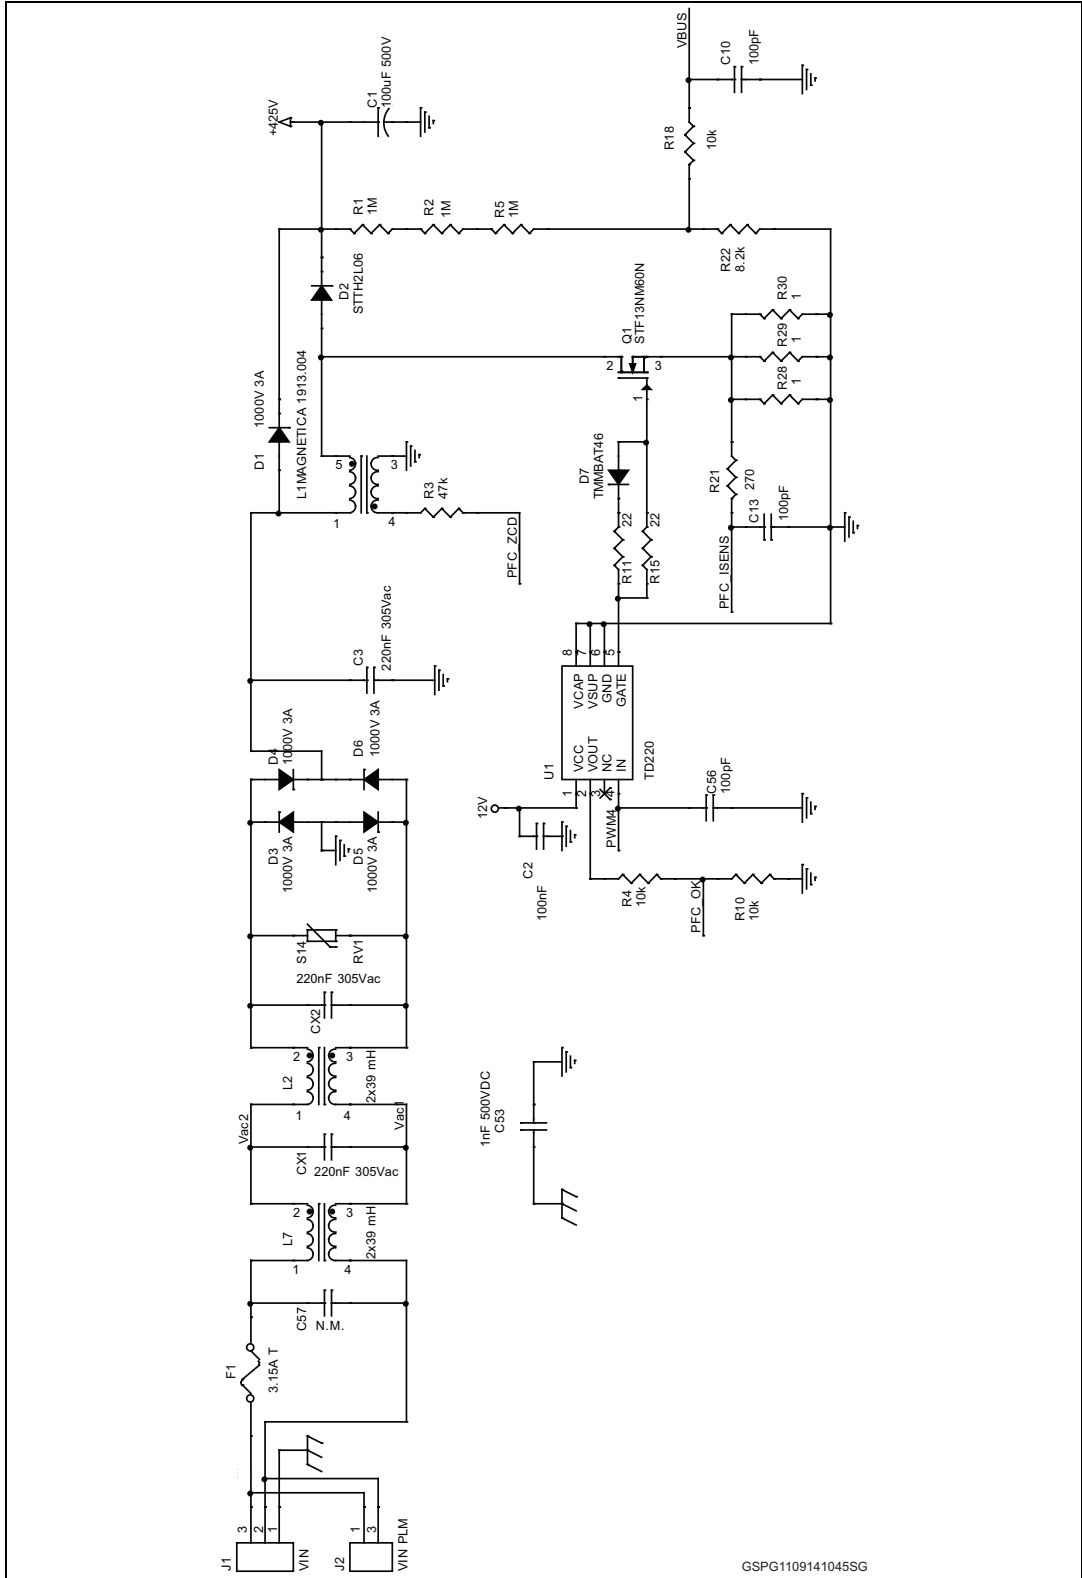 VBUS
C10
100pF
+425V
C1
100uF 500V
R18
10k
R1
1M
R2
1M
R5
1M
R22
8.2k
D2
STTH2L06
R30
1
R29
1
R28
1
Q1
STF13NM60N
2
3
1
D1
1000V 3A
L1MAGNETICA 1913.004
5
3
1
4
R3
47k
PFC_ZCD
D7
TMMBAT46
R11
22
R15
22
R21
270
C13
100pF
PFC_ISENS
C3
220nF 305Vac
8
7
6
5
VCAP
VSUP
GND
GATE
U1
VCC
VOUT
NC
IN
TD220
1
2
3
4
12V
C2
100nF
PWM4
C56
100pF
R4
10k
PFC_OK
R10
10k
D4
1000V 3A
D6
1000V 3A
D3
1000V 3A
D5
1000V 3A
S14
RV1
220nF 305Vac
CX2
2
3
L2
2x39 mH
1
4
Vac2
Vac1
CX1
220nF 305Vac
1nF 500VDC
C53
2
3
L7
2x39 mH
1
4
C57
N.M.
F1
3.15A T
J1
3
2
1
VIN
J2
1
3
VIN PLM
GSPG1109141045SG